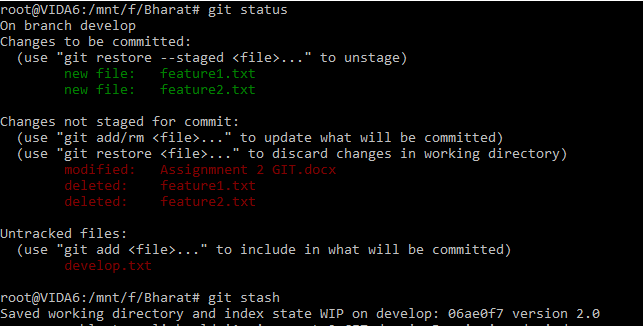 root@VIDA6:/mnt/f/Bharat# git status
On branch develop
Changes to be committed:
  (use "git restore --staged <file>..." to unstage)
        new file:   feature1.txt
        new file:   feature2.txt

Changes not staged for commit:
  (use "git add/rm <file>..." to update what will be committed)
  (use "git restore <file>..." to discard changes in working directory)
        modified:   Assignmnent 2 GIT.docx
        deleted:    feature1.txt
        deleted:    feature2.txt

Untracked files:
  (use "git add <file>..." to include in what will be committed)
        develop.txt

root@VIDA6:/mnt/f/Bharat# git stash
Saved working directory and index state WIP on develop: 06ae0f7 version 2.0